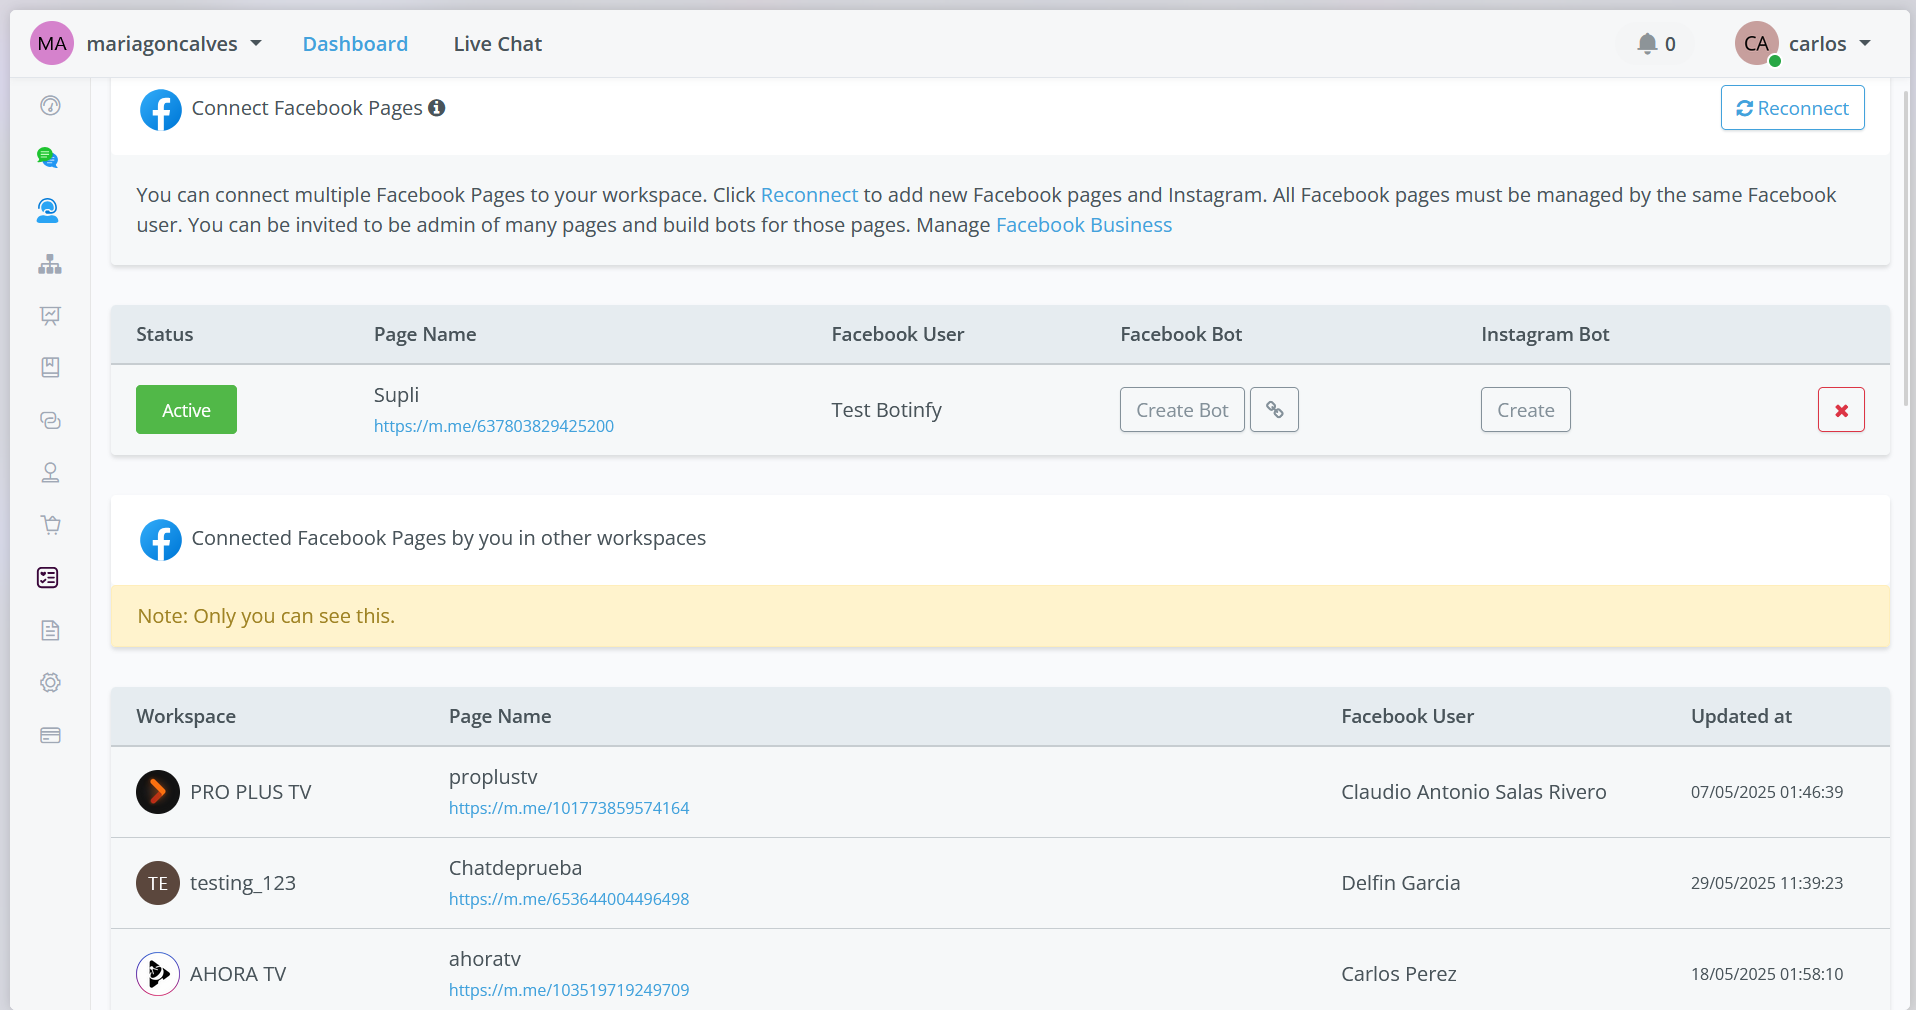 MA mariagoncalves Dashboard Live Chat 0 CA carlos
Connect Facebook Pages Reconnect
You can connect multiple Facebook Pages to your workspace. Click Reconnect to add new Facebook pages and Instagram. All Facebook pages must be managed by the same Facebook
user. You can be invited to be admin of many pages and build bots for those pages. Manage Facebook Business
Status Page Name Facebook User Facebook Bot Instagram Bot
Active Supli Test Botinfy Create Bot Create
https://m.me/637803829425200
Connected Facebook Pages by you in other workspaces
Note: Only you can see this.
Workspace Page Name Facebook User Updated at
PRO PLUS TV proplustv Claudio Antonio Salas Rivero 07/05/2025 01:46:39
https://m.me/101773859574164
TE testing_123 Chatdeprueba Delfin Garcia 29/05/2025 11:39:23
https://m.me/653644004496498
AHORA TV ahoratv Carlos Perez 18/05/2025 01:58:10
https://m.me/103519719249709